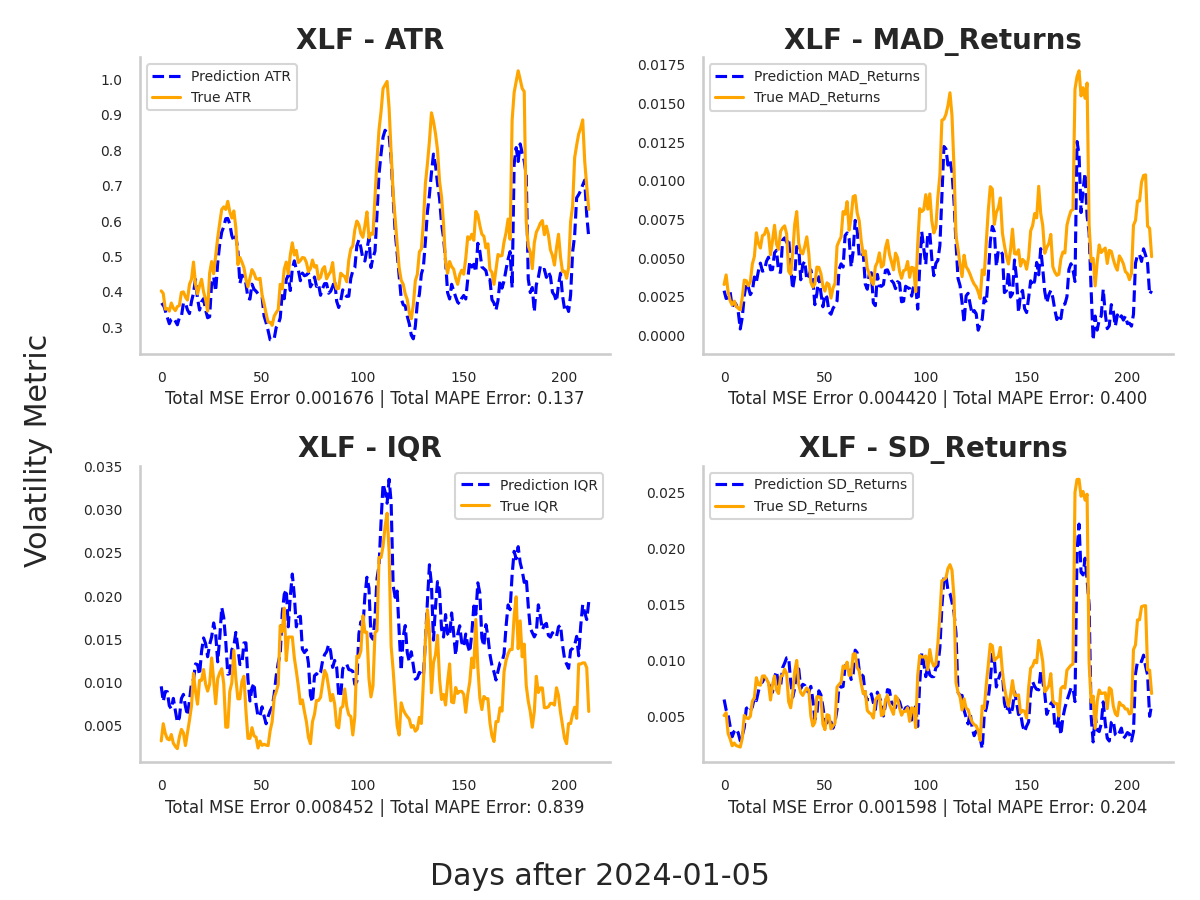 XLF - ATR
Prediction ATR
True ATR
1.0
0.9
0.8
0.7
0.6
0.5
0.4
0.3
0 50 100 150 200
Total MSE Error 0.001676 | Total MAPE Error: 0.137
XLF - MAD_Returns
Prediction MAD_Returns
True MAD_Returns
0.0175
0.0150
0.0125
0.0100
0.0075
0.0050
0.0025
0.0000
0 50 100 150 200
Total MSE Error 0.004420 | Total MAPE Error: 0.400
Volatility Metric
XLF - IQR
Prediction IQR
True IQR
0.035
0.030
0.025
0.020
0.015
0.010
0.005
0 50 100 150 200
Total MSE Error 0.008452 | Total MAPE Error: 0.839
XLF - SD_Returns
Prediction SD_Returns
True SD_Returns
0.025
0.020
0.015
0.010
0.005
0 50 100 150 200
Total MSE Error 0.001598 | Total MAPE Error: 0.204
Days after 2024-01-05